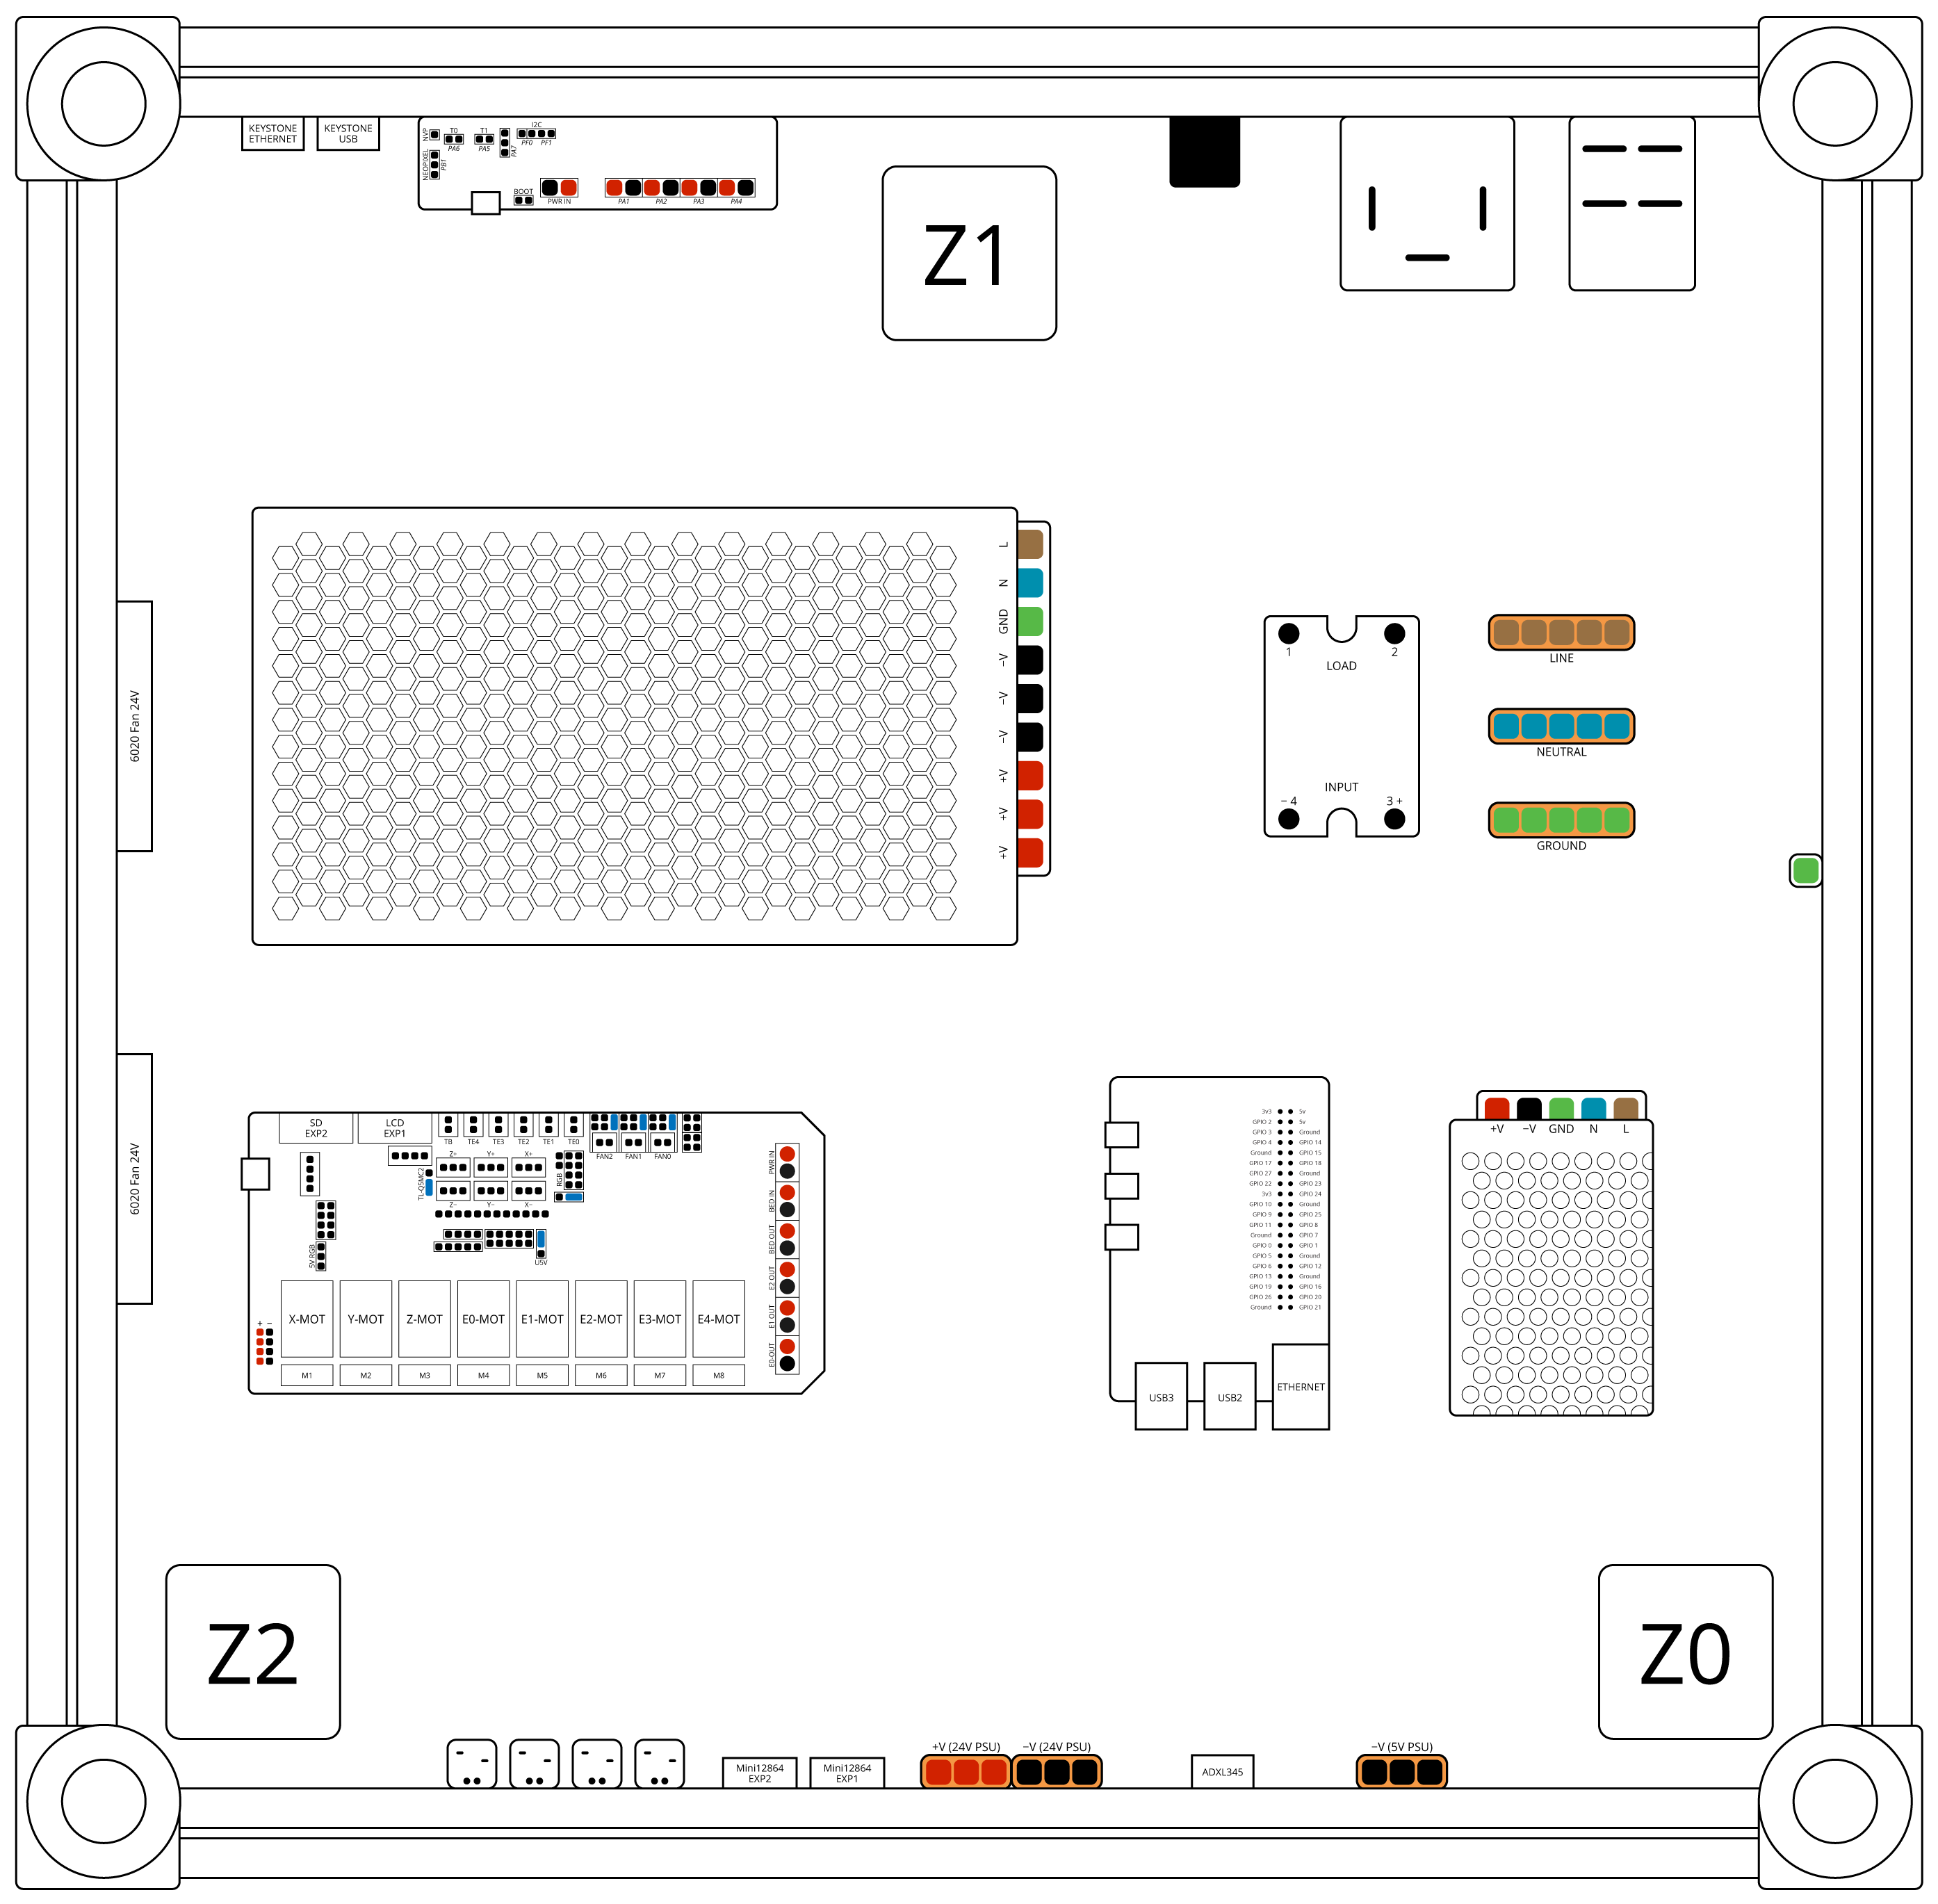 KEYSTONE
ETHERNET
KEYSTONE
USB
NVP
T0
PA6
T1
PA5
PA7
I2C
PF0 PF1
NEOPIXEL
PB1
BOOT
PWR IN
PA1 PA2 PA3 PA4
Z1
L
N
GND
−V
−V
−V
+V
+V
+V
6020 Fan 24V
1 2
LOAD
INPUT
− 4 3 +
LINE
NEUTRAL
GROUND
6020 Fan 24V
SD
EXP2
LCD
EXP1
TB TE4 TE3 TE2 TE1 TE0
FAN2 FAN1 FAN0
Z+ Y+ X+
TL-QSMC2
RGB
Z− Y− X−
U5V
5V RGB
PWR IN
BED IN
BED OUT
E2 OUT
E1 OUT
E0-OUT
+ −
X-MOT Y-MOT Z-MOT E0-MOT E1-MOT E2-MOT E3-MOT E4-MOT
M1 M2 M3 M4 M5 M6 M7 M8
3v3 5v
GPIO 2 5v
GPIO 3 Ground
GPIO 4 GPIO 14
Ground GPIO 15
GPIO 17 GPIO 18
GPIO 27 Ground
GPIO 22 GPIO 23
3v3 GPIO 24
GPIO 10 Ground
GPIO 9 GPIO 25
GPIO 11 GPIO 8
Ground GPIO 7
GPIO 0 GPIO 1
GPIO 5 Ground
GPIO 6 GPIO 12
GPIO 13 Ground
GPIO 19 GPIO 16
GPIO 26 GPIO 20
Ground GPIO 21
USB3 USB2 ETHERNET
+V −V GND N L
Z2
Z0
Mini12864
EXP2
Mini12864
EXP1
+V (24V PSU) −V (24V PSU)
ADXL345
−V (5V PSU)